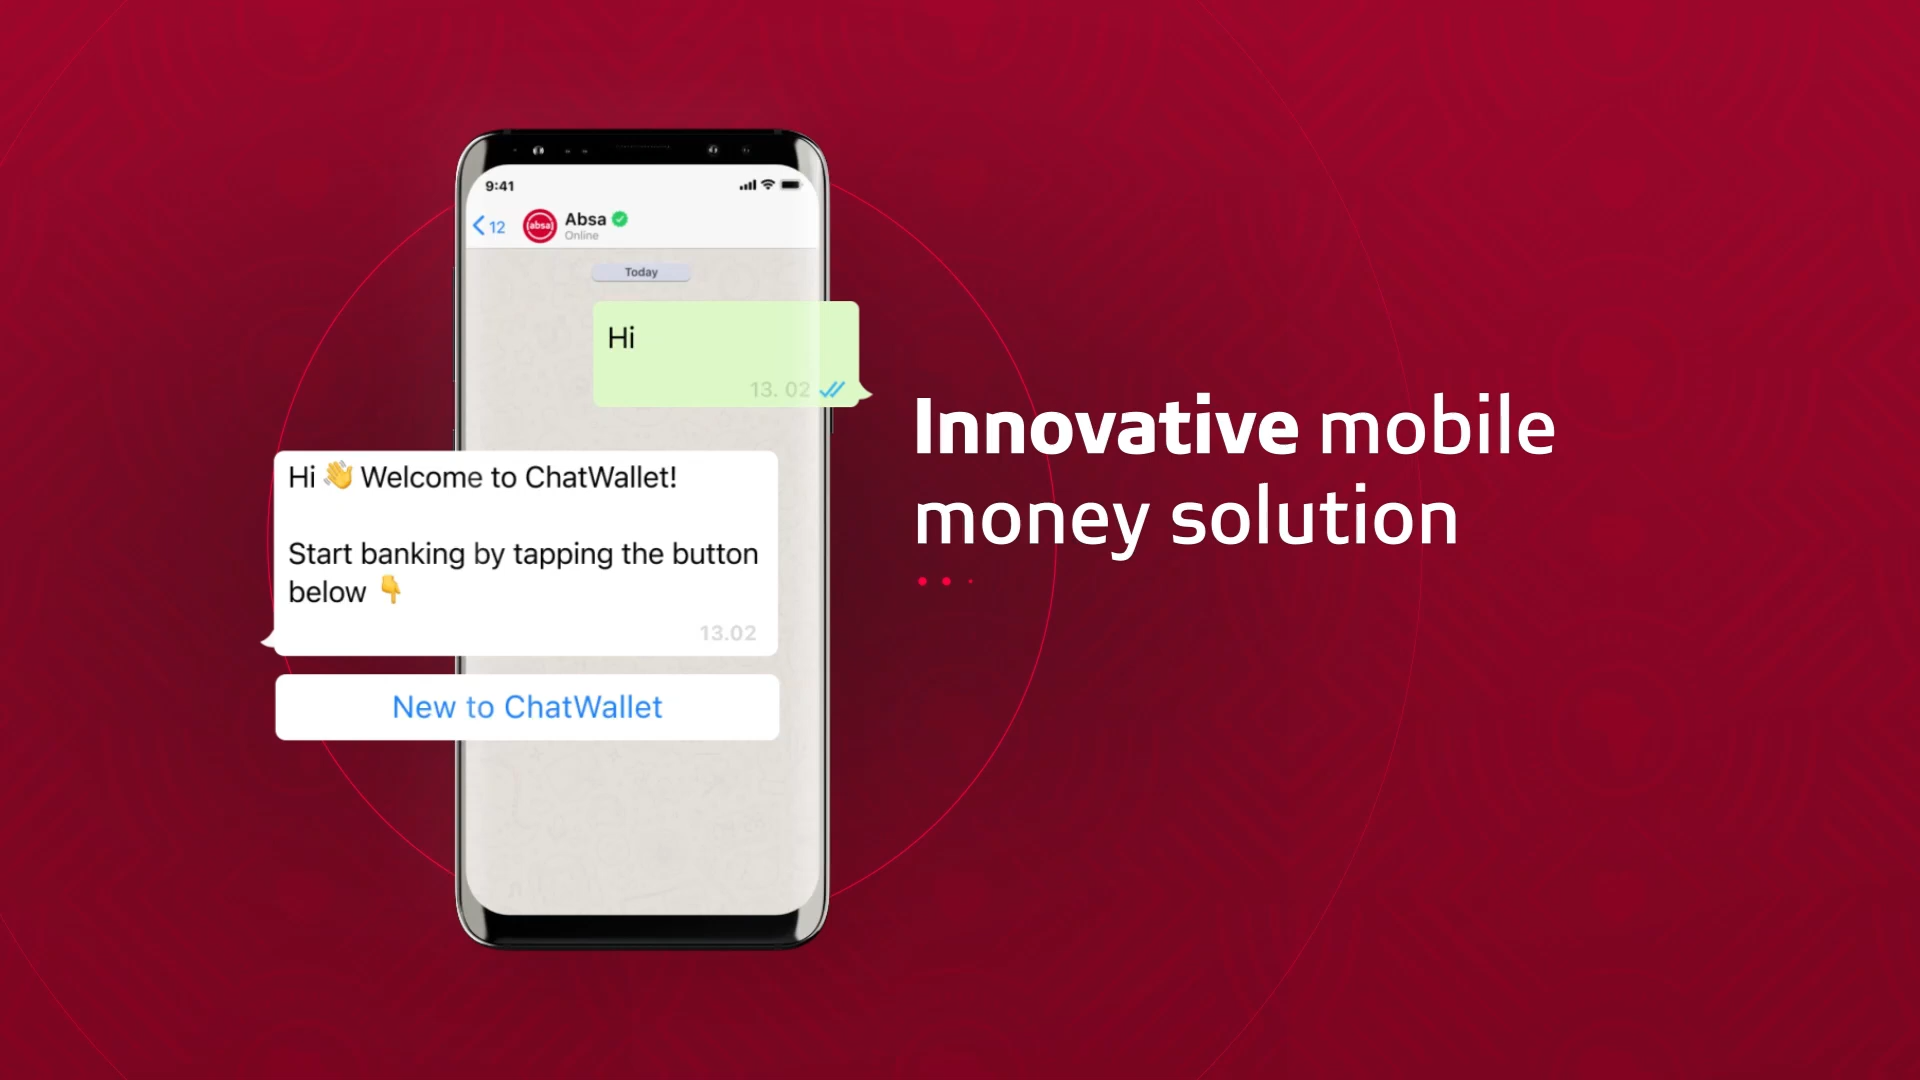 9:41
12
absa
Absa
Online
Today
Hi
13. 02
Hi 👋 Welcome to ChatWallet!
Start banking by tapping the button
below 👇
13.02
New to ChatWallet
Innovative mobile
money solution